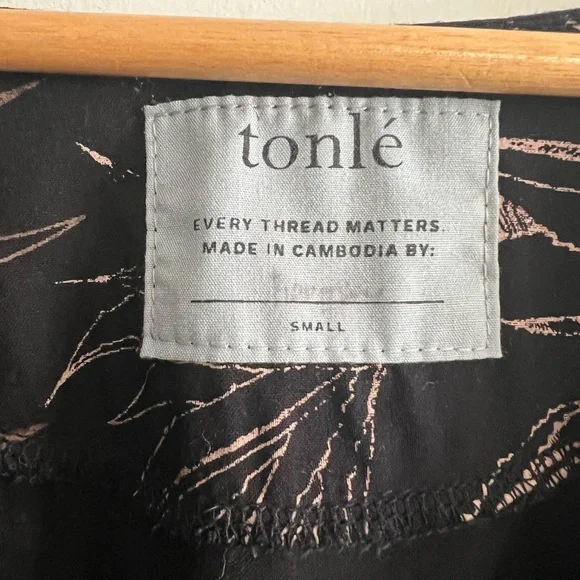 tonlé
EVERY THREAD MATTERS.
MADE IN CAMBODIA BY:
SMALL